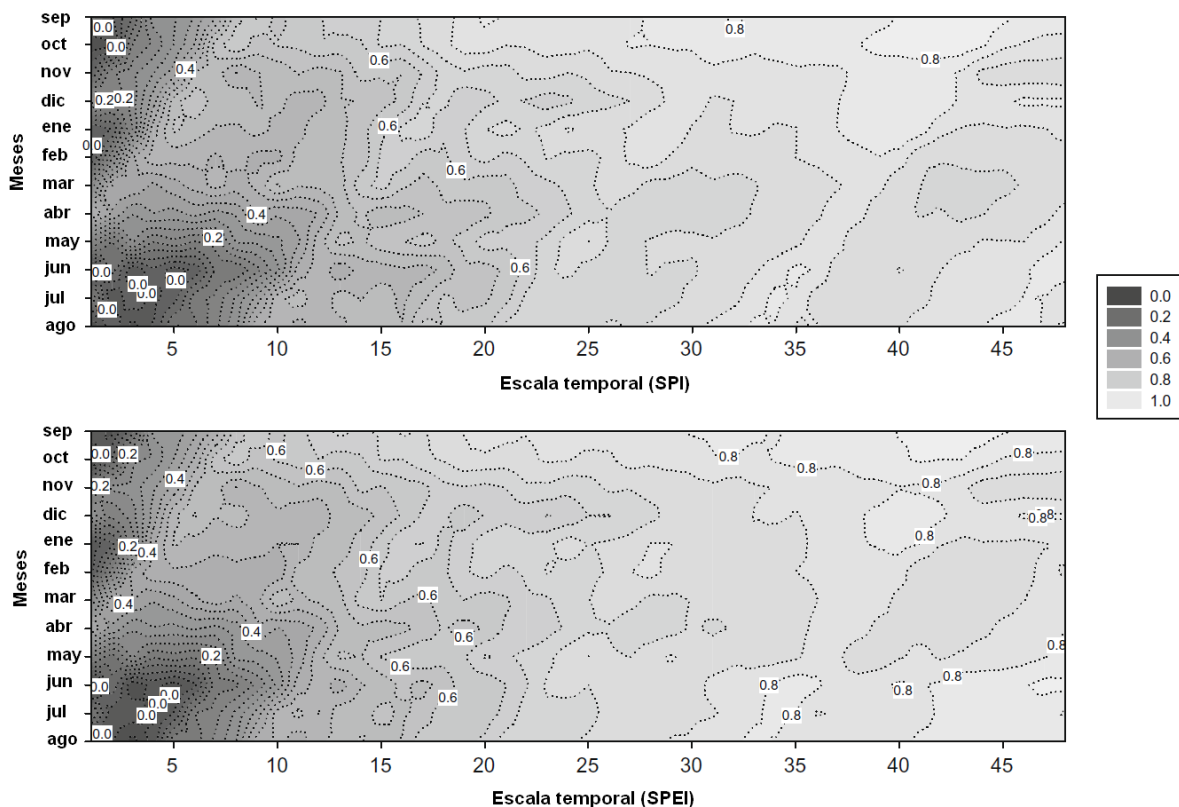 sep 0.0 0.8
oct 0.0 0.6 0.8
nov 0.4
dic 0.2 0.2
ene 0.6
feb 0.0
mar 0.6
abr 0.4
may 0.2
jun 0.0 0.0 0.0 0.6
jul 0.0 0.0
ago
Meses
5 10 15 20 25 30 35 40 45
Escala temporal (SPI)
0.0
0.2
0.4
0.6
0.8
1.0
sep
oct 0.0 0.2 0.6 0.6 0.8 0.8 0.8
nov 0.2 0.4 0.8
dic 0.8 0.8
ene 0.2 0.4 0.8
feb 0.6
mar 0.4 0.6
abr 0.4 0.6
may 0.2 0.6 0.8
jun 0.0 0.0 0.6 0.8 0.8 0.8
jul 0.0 0.0 0.8
ago 0.0
Meses
5 10 15 20 25 30 35 40 45
Escala temporal (SPEI)